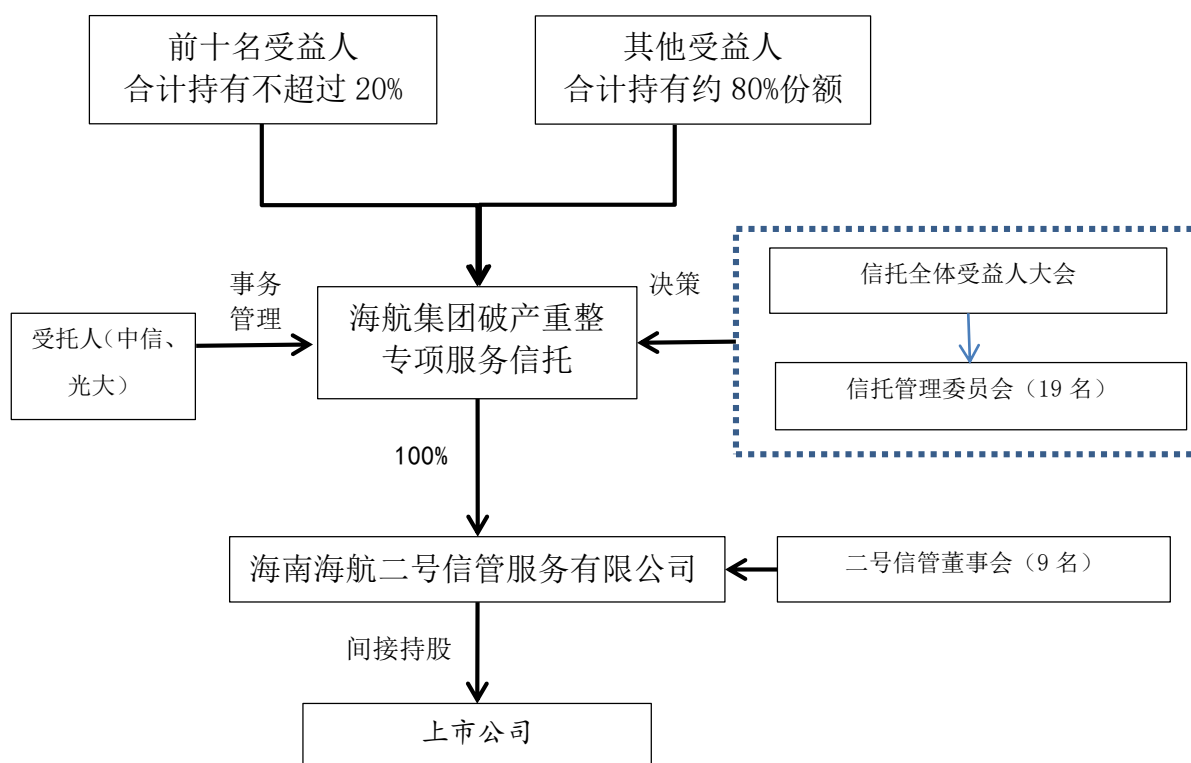 前十名受益人
合计持有不超过 20%
其他受益人
合计持有约 80%份额
事务
管理
决策
信托全体受益人大会
受托人（中信、
光大）
海航集团破产重整
专项服务信托
信托管理委员会（19 名）
100%
海南海航二号信管服务有限公司
二号信管董事会（9 名）
间接持股
上市公司